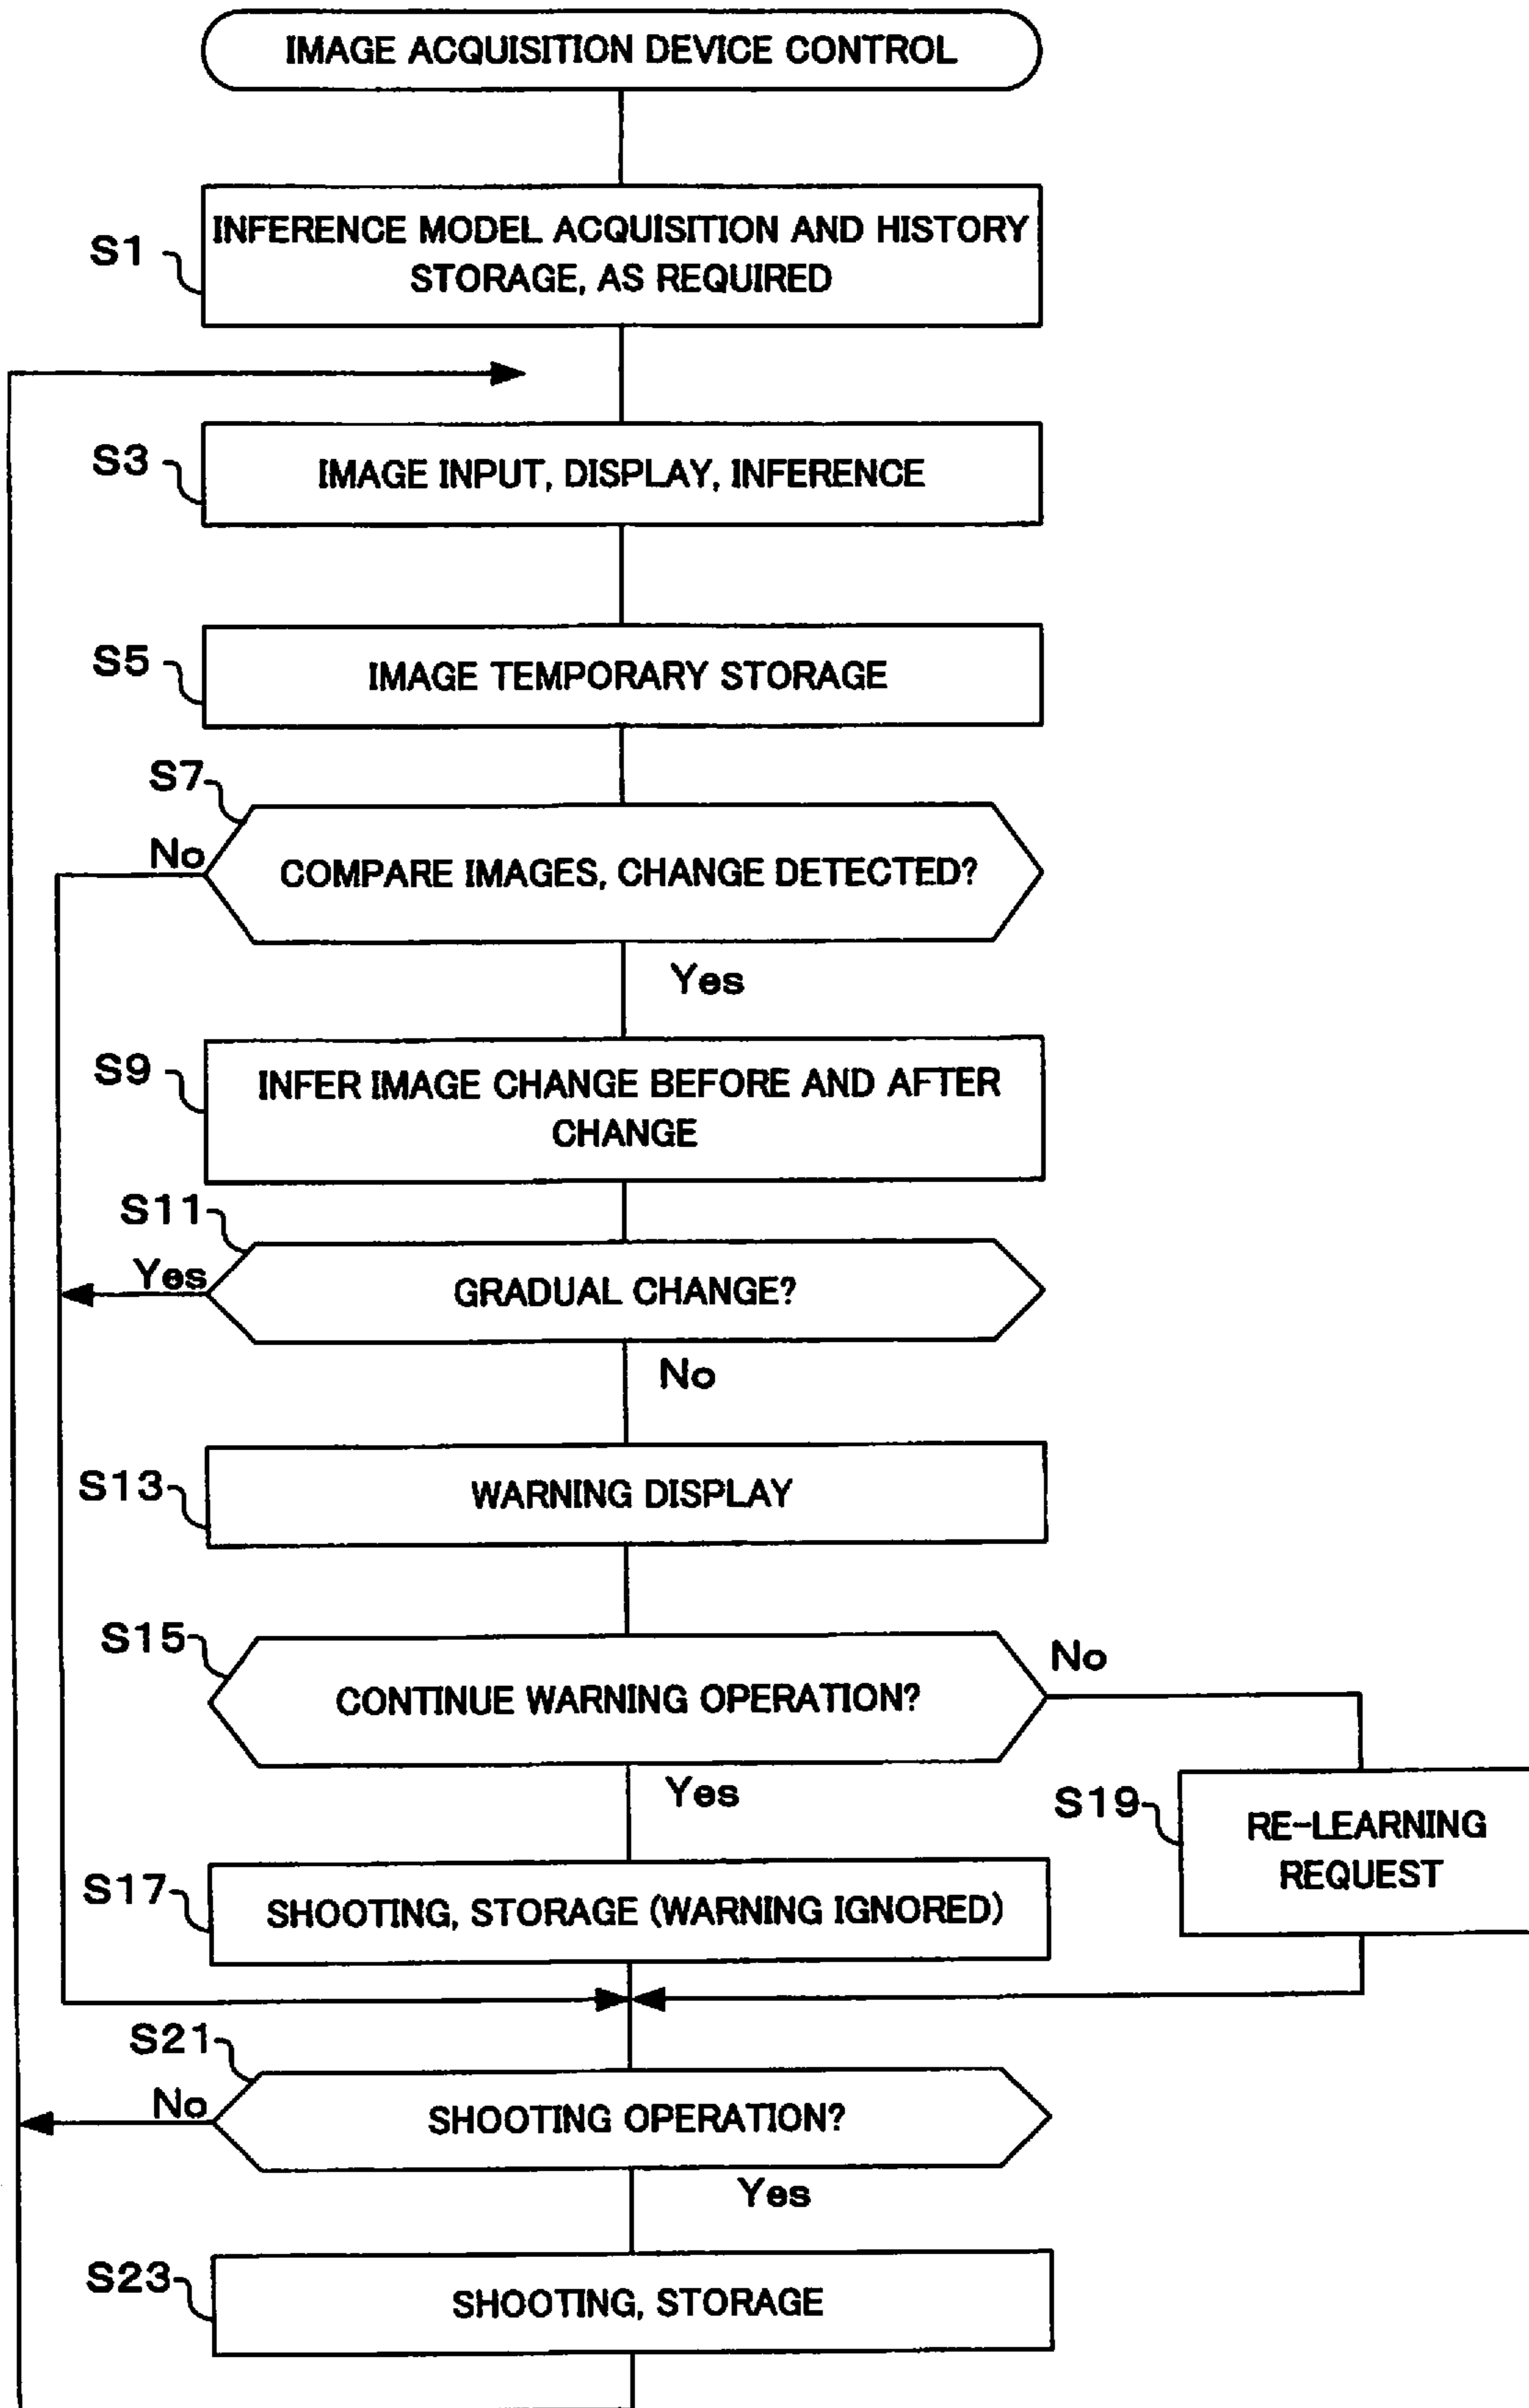 IMAGE ACQUISITION DEVICE CONTROL
S1
INFERENCE MODEL ACQUISITION AND HISTORY
STORAGE, AS REQUIRED
S3
IMAGE INPUT, DISPLAY, INFERENCE
S5
IMAGE TEMPORARY STORAGE
S7
No
COMPARE IMAGES, CHANGE DETECTED?
Yes
S9
INFER IMAGE CHANGE BEFORE AND AFTER
CHANGE
S11
Yes
GRADUAL CHANGE?
No
S13
WARNING DISPLAY
S15
No
CONTINUE WARNING OPERATION?
Yes
S19
RE-LEARNING
REQUEST
S17
SHOOTING, STORAGE (WARNING IGNORED)
S21
No
SHOOTING OPERATION?
Yes
S23
SHOOTING, STORAGE